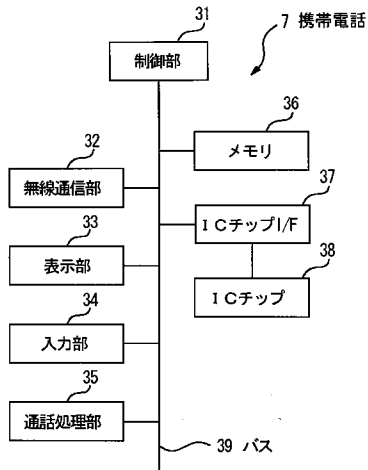 31
7 携帯電話
制御部
36
メモリ
32
無線通信部
37
ICチップI/F
33
表示部
38
ICチップ
34
入力部
35
通話処理部
39 バス